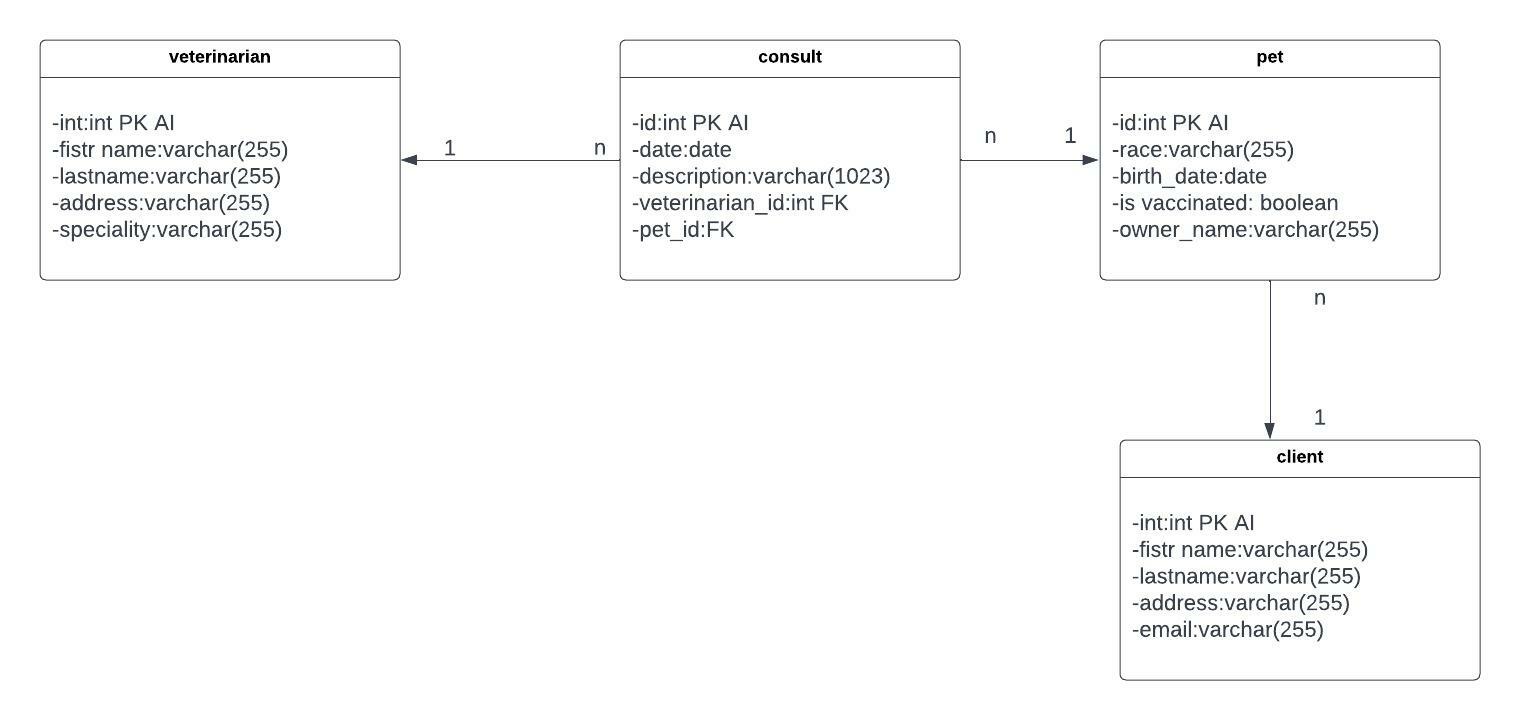 veterinarian
-int:int PK AI
-fistr name:varchar(255)
-lastname:varchar(255)
-address:varchar(255)
-speciality:varchar(255)
1
n
consult
-id:int PK AI
-date:date
-description:varchar(1023)
-veterinarian_id:int FK
-pet_id:FK
n
1
pet
-id:int PK AI
-race:varchar(255)
-birth_date:date
-is vaccinated: boolean
-owner_name:varchar(255)
n
1
client
-int:int PK AI
-fistr name:varchar(255)
-lastname:varchar(255)
-address:varchar(255)
-email:varchar(255)